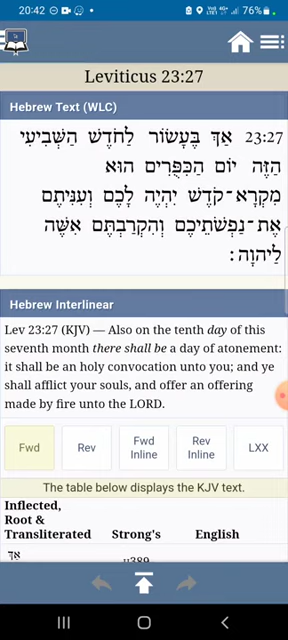 20:42
76%
Leviticus 23:27
Hebrew Text (WLC)
23:27 אַךְ בֶּעָשׂוֹר לַחֹדֶשׁ הַשְּׁבִיעִי
הַזֶּה יוֹם הַכִּפֻּרִים הוּא
מִקְרָא־קֹדֶשׁ יִהְיֶה לָכֶם וְעִנִּיתֶם
אֶת־נַפְשֹׁתֵיכֶם וְהִקְרַבְתֶּם אִשֶּׁה
לַיהוָה׃
Hebrew Interlinear
Lev 23:27 (KJV) — Also on the tenth day of this
seventh month there shall be a day of atonement:
it shall be an holy convocation unto you; and ye
shall afflict your souls, and offer an offering
made by fire unto the LORD.
Fwd
Rev
Fwd
Inline
Rev
Inline
LXX
The table below displays the KJV text.
Inflected,
Root &
Transliterated Strong's English
אַךְ